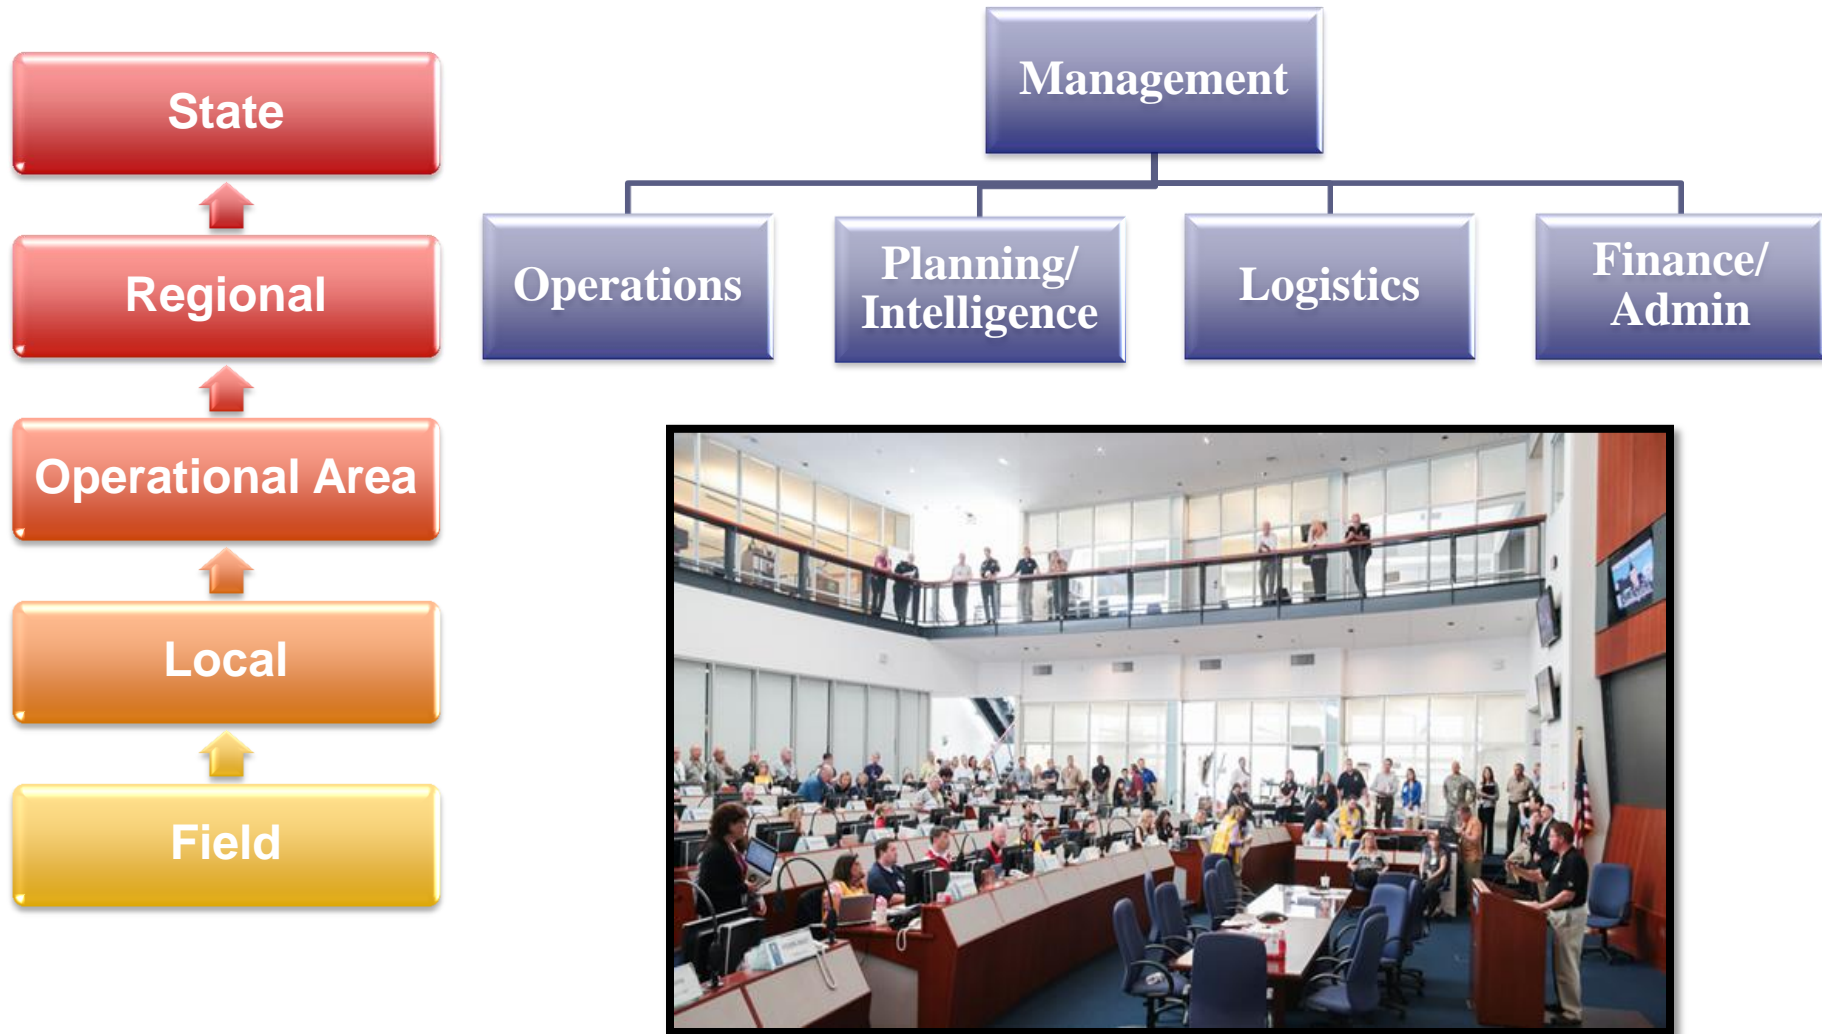 State
Regional
Operational Area
Local
Field
Management
Operations
Planning/
Intelligence
Logistics
Finance/
Admin